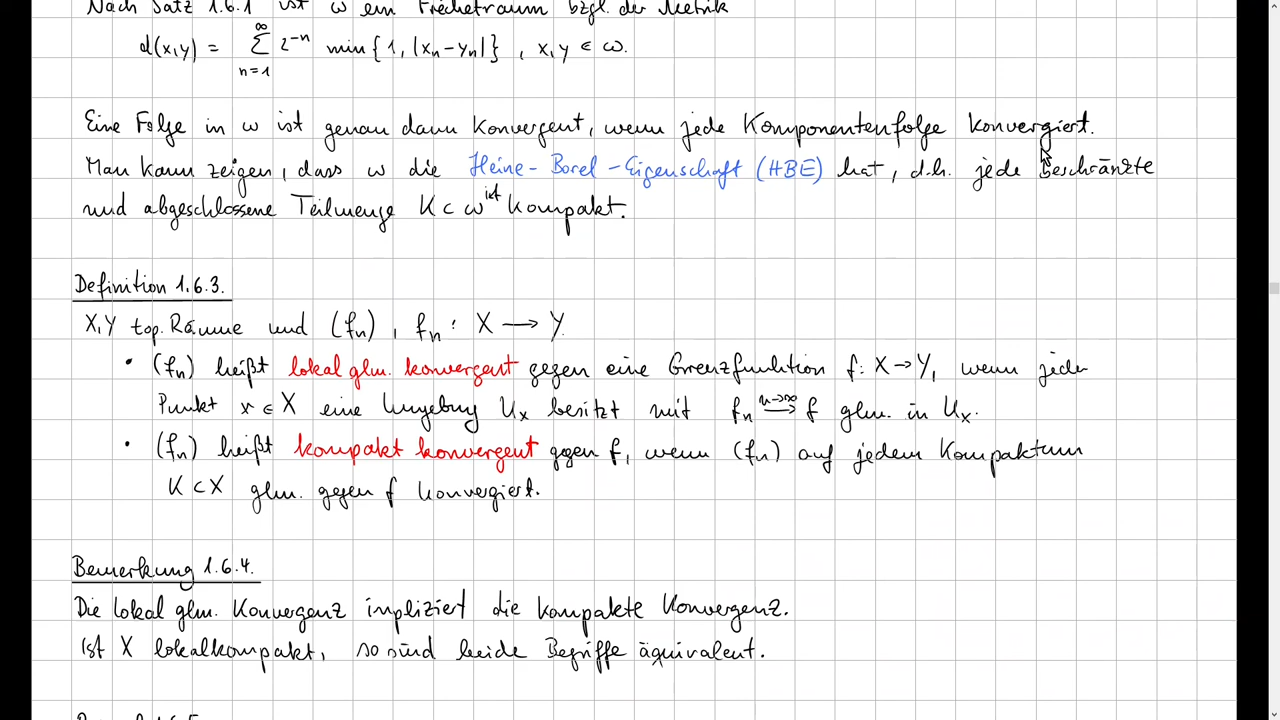 Nach Satz 1.6.1 ist ω ein Fréchetraum bzgl. der Metrik
d(x,y) = ∑_{n=1}^{∞} 2^{-n} min{1, |x_n - y_n|}, x,y ∈ ω.
Eine Folge in ω ist genau dann konvergent, wenn jede Komponentenfolge konvergiert.
Man kann zeigen, dass ω die Heine-Borel-Eigenschaft (HBE) hat, d.h. jede beschränkte
und abgeschlossene Teilmenge K ⊂ ω ist kompakt.
Definition 1.6.3.
X,Y top. Räume und (f_n), f_n : X → Y.
• (f_n) heißt lokal glm. konvergent gegen eine Grenzfunktion f: X → Y, wenn jeder
Punkt x ∈ X eine Umgebung U_x besitzt mit f_n →^{n→∞} f glm. in U_x.
• (f_n) heißt kompakt konvergent gegen f, wenn (f_n) auf jedem Kompaktum
K ⊂ X glm. gegen f konvergiert.
Bemerkung 1.6.4.
Die lokal glm. Konvergenz impliziert die kompakte Konvergenz.
Ist X lokalkompakt, so sind beide Begriffe äquivalent.